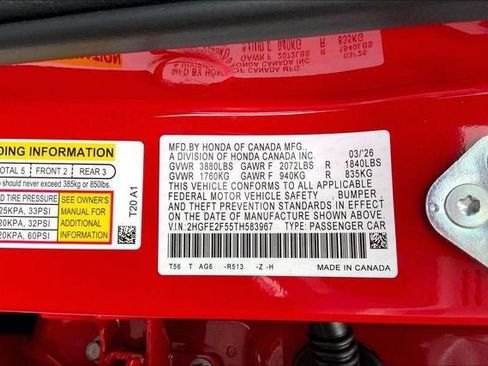 DING INFORMATION
OTAL 5 FRONT 2 REAR 3
should never exceed 385kg or 850lbs.
D TIRE PRESSURE
25KPA, 33PSI
20KPA, 32PSI
20KPA, 60PSI
SEE OWNER'S
MANUAL FOR
ADDITIONAL
INFORMATION
T20 A1
MFD.BY HONDA OF CANADA MFG.,
A DIVISION OF HONDA CANADA INC. 03/'26
GVWR 3880LBS GAWR F 2072LBS R 1840LBS
GVWR 1760KG GAWR F 940KG R 835KG
THIS VEHICLE CONFORMS TO ALL APPLICABLE
FEDERAL MOTOR VEHICLE SAFETY , BUMPER ,
AND THEFT PREVENTION STANDARDS IN EFFECT
ON THE DATE OF MANUFACTURE SHOWN ABOVE.
V.I.N: 2HGFE2F55TH583967 TYPE: PASSENGER CAR
T56 T AG6 -R513 -Z -H MADE IN CANADA